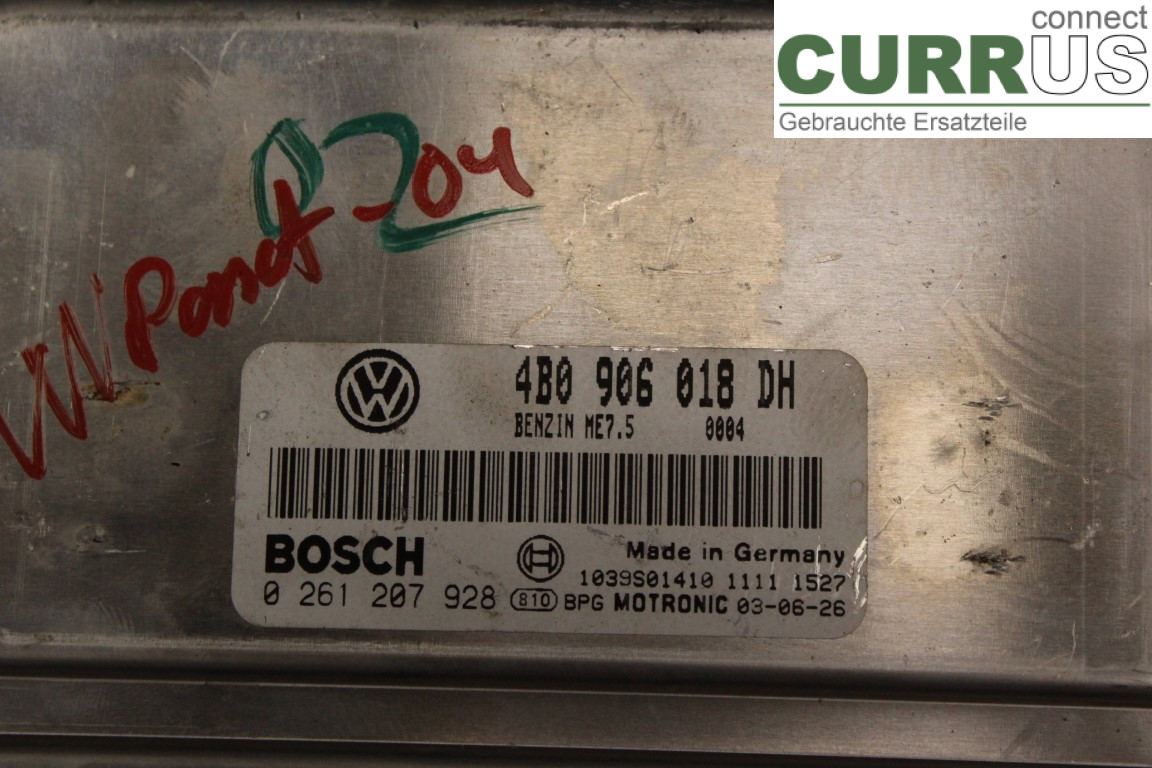 connect
CURRUS
Gebrauchte Ersatzteile
VW Passat -04
4B0 906 018 DH
BENZIN ME7.5 0004
BOSCH
Made in Germany
1039S01410 1111 1527
0 261 207 928 810 BPG MOTRONIC 03-06-26